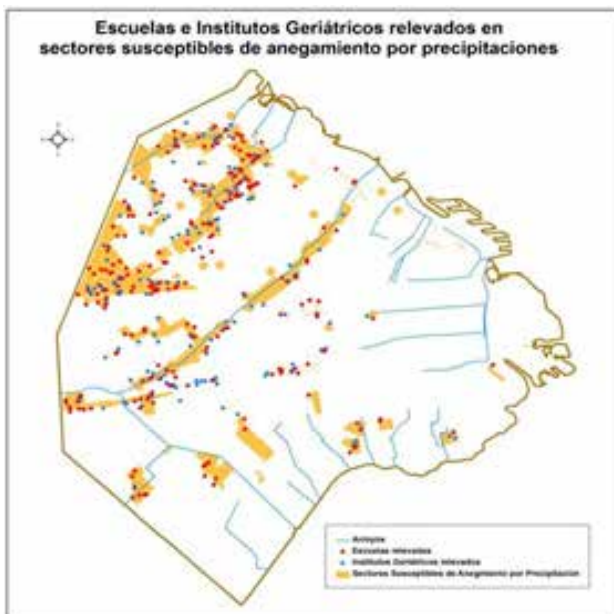 Escuelas e Institutos Geriátricos relevados en
sectores susceptibles de anegamiento por precipitaciones
Arroyos
Escuelas relevadas
Institutos Geriátricos relevados
Sectores Susceptibles de Anegmiento por Precipitación